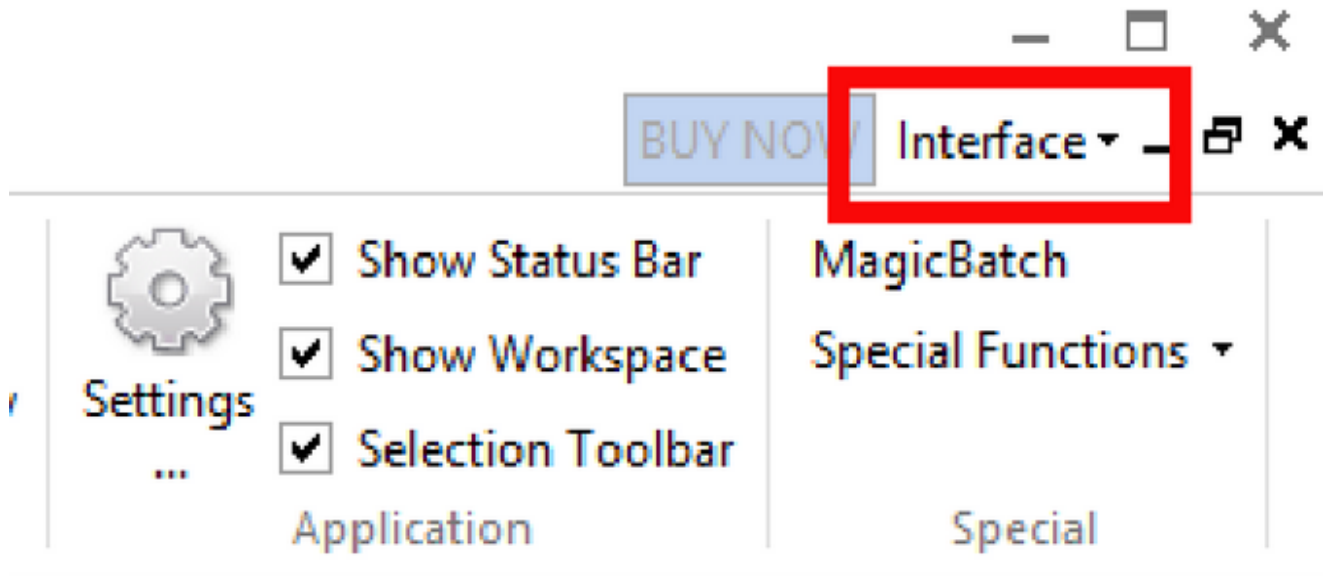 BUY NOW Interface
Show Status Bar MagicBatch
Show Workspace Special Functions
Settings
...
Selection Toolbar
Application Special